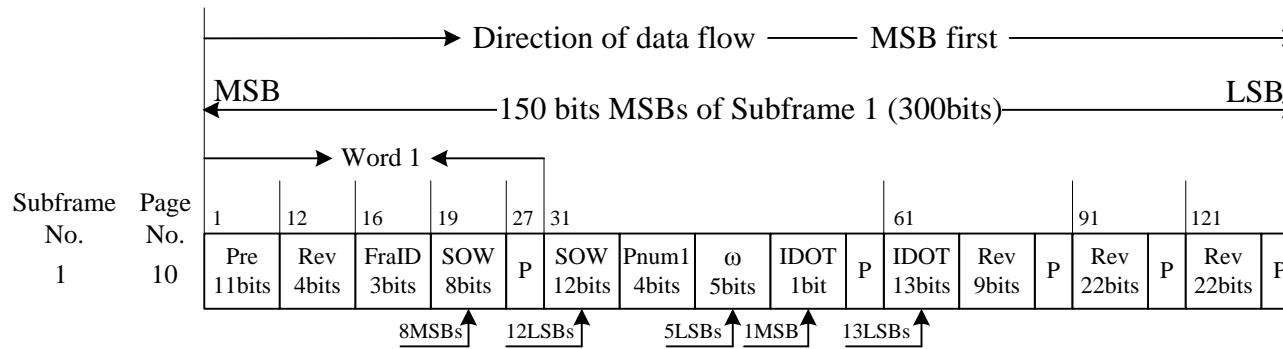 Direction of data flow MSB first
MSB LSB
150 bits MSBs of Subframe 1 (300bits)
Word 1
Subframe No. Page No. 1 12 16 19 27 31 61 91 121
1 10 Pre 11bits Rev 4bits FraID 3bits SOW 8bits P SOW 12bits Pnum1 4bits ω 5bits IDOT 1bit P IDOT 13bits Rev 9bits P Rev 22bits P Rev 22bits P
8MSBs 12LSBs 5LSBs 1MSB 13LSBs